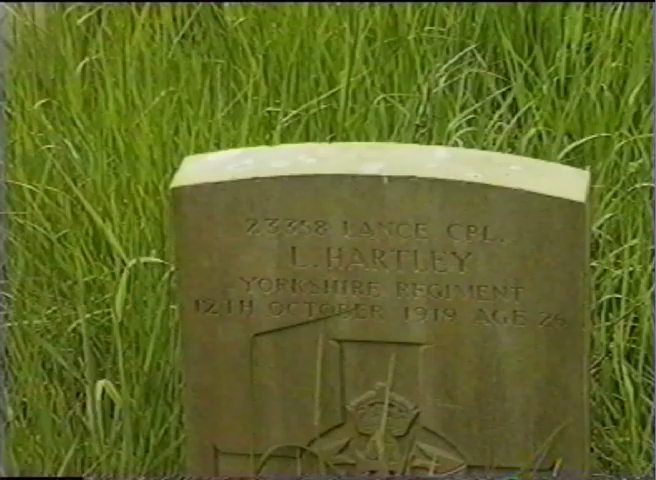 23358 LANCE CPL.
L. HARTLEY
YORKSHIRE REGIMENT
12TH OCTOBER 1919 AGE 26